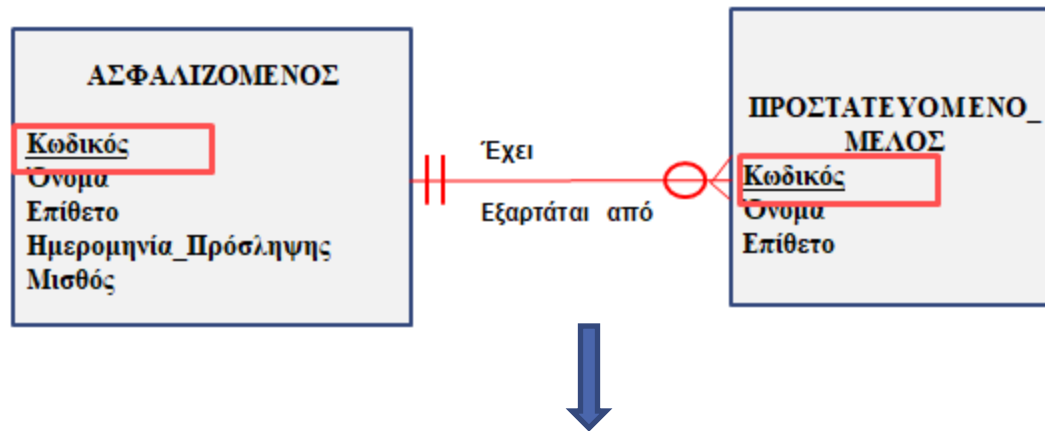 ΑΣΦΑΛΙΖΟΜΕΝΟΣ
Κωδικός
Όνομα
Επίθετο
Ημερομηνία_Πρόσληψης
Μισθός
Έχει
Εξαρτάται από
ΠΡΟΣΤΑΤΕΥΟΜΕΝΟ_
ΜΕΛΟΣ
Κωδικός
Όνομα
Επίθετο